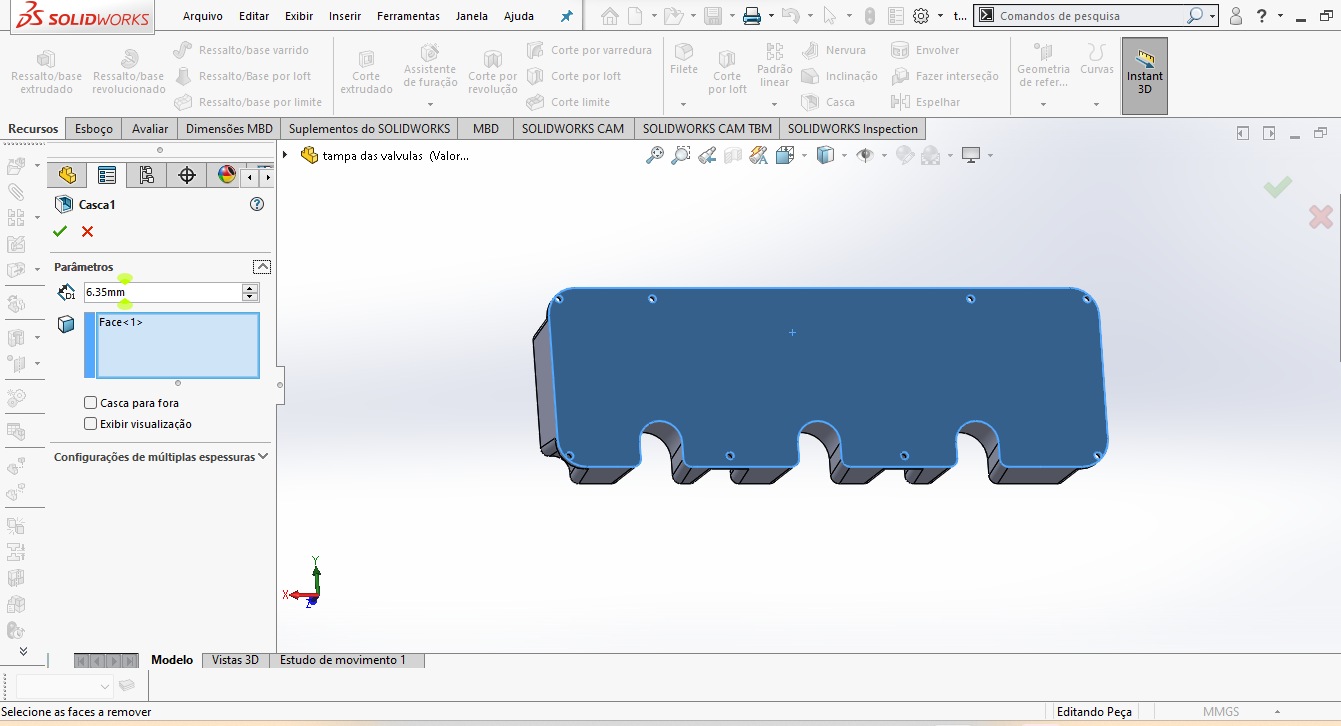 SOLIDWORKS
Arquivo Editar Exibir Inserir Ferramentas Janela Ajuda
t...
Comandos de pesquisa
?
Ressalto/base extrudado
Ressalto/base revolucionado
Ressalto/base varrido
Ressalto/Base por loft
Ressalto/base por limite
Corte extrudado
Assistente de furação
Corte por revolução
Corte por varredura
Corte por loft
Corte limite
Filete
Corte por loft
Padrão linear
Nervura
Inclinação
Casca
Envolver
Fazer interseção
Espelhar
Geometria de refer...
Curvas
Instant 3D
Recursos Esboço Avaliar Dimensões MBD Suplementos do SOLIDWORKS MBD SOLIDWORKS CAM SOLIDWORKS CAM TBM SOLIDWORKS Inspection
tampa das valvulas (Valor...
Casca1
?
Parâmetros
D1
6.35mm
Face<1>
Casca para fora
Exibir visualização
Configurações de múltiplas espessuras
Y
X
Z
Modelo Vistas 3D Estudo de movimento 1
Selecione as faces a remover
Editando Peça
MMGS